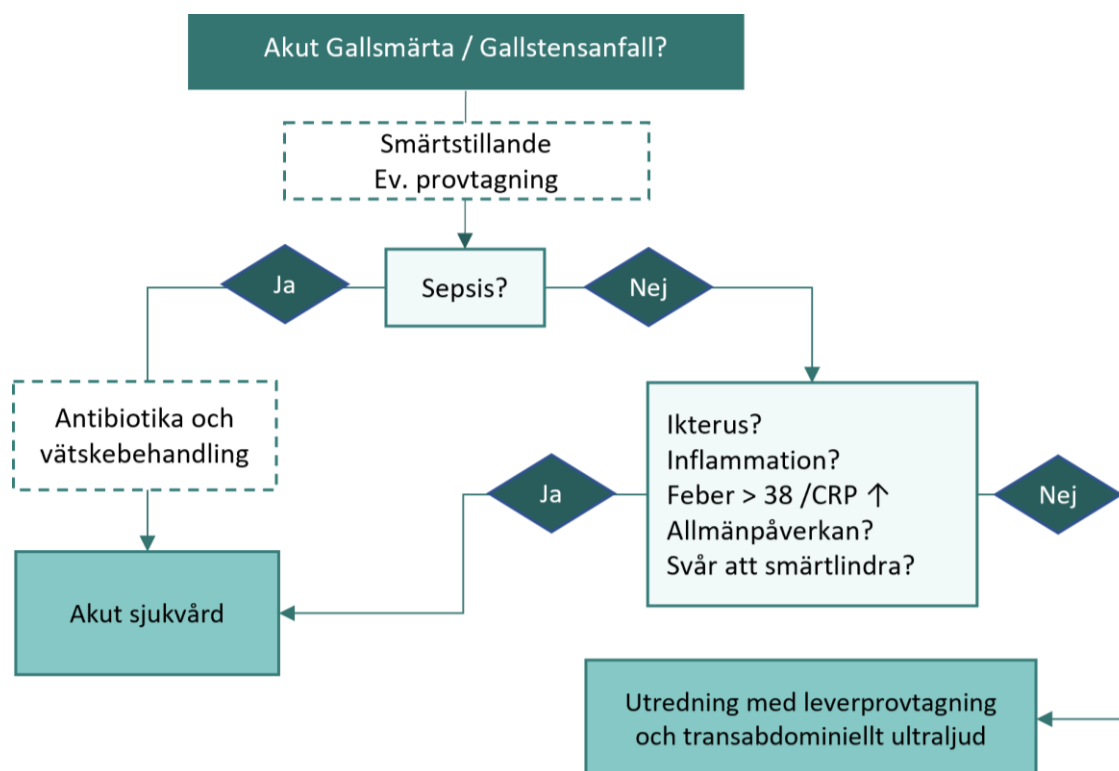 Akut Gallsmärta / Gallstensanfall?
Smärtstillande
Ev. provtagning
Ja
Sepsis?
Nej
Antibiotika och
vätskebehandling
Ikterus?
Inflammation?
Feber > 38 /CRP ↑
Allmänpåverkan?
Svår att smärtlindra?
Ja
Nej
Akut sjukvård
Utredning med leverprovtagning
och transabdominiellt ultraljud